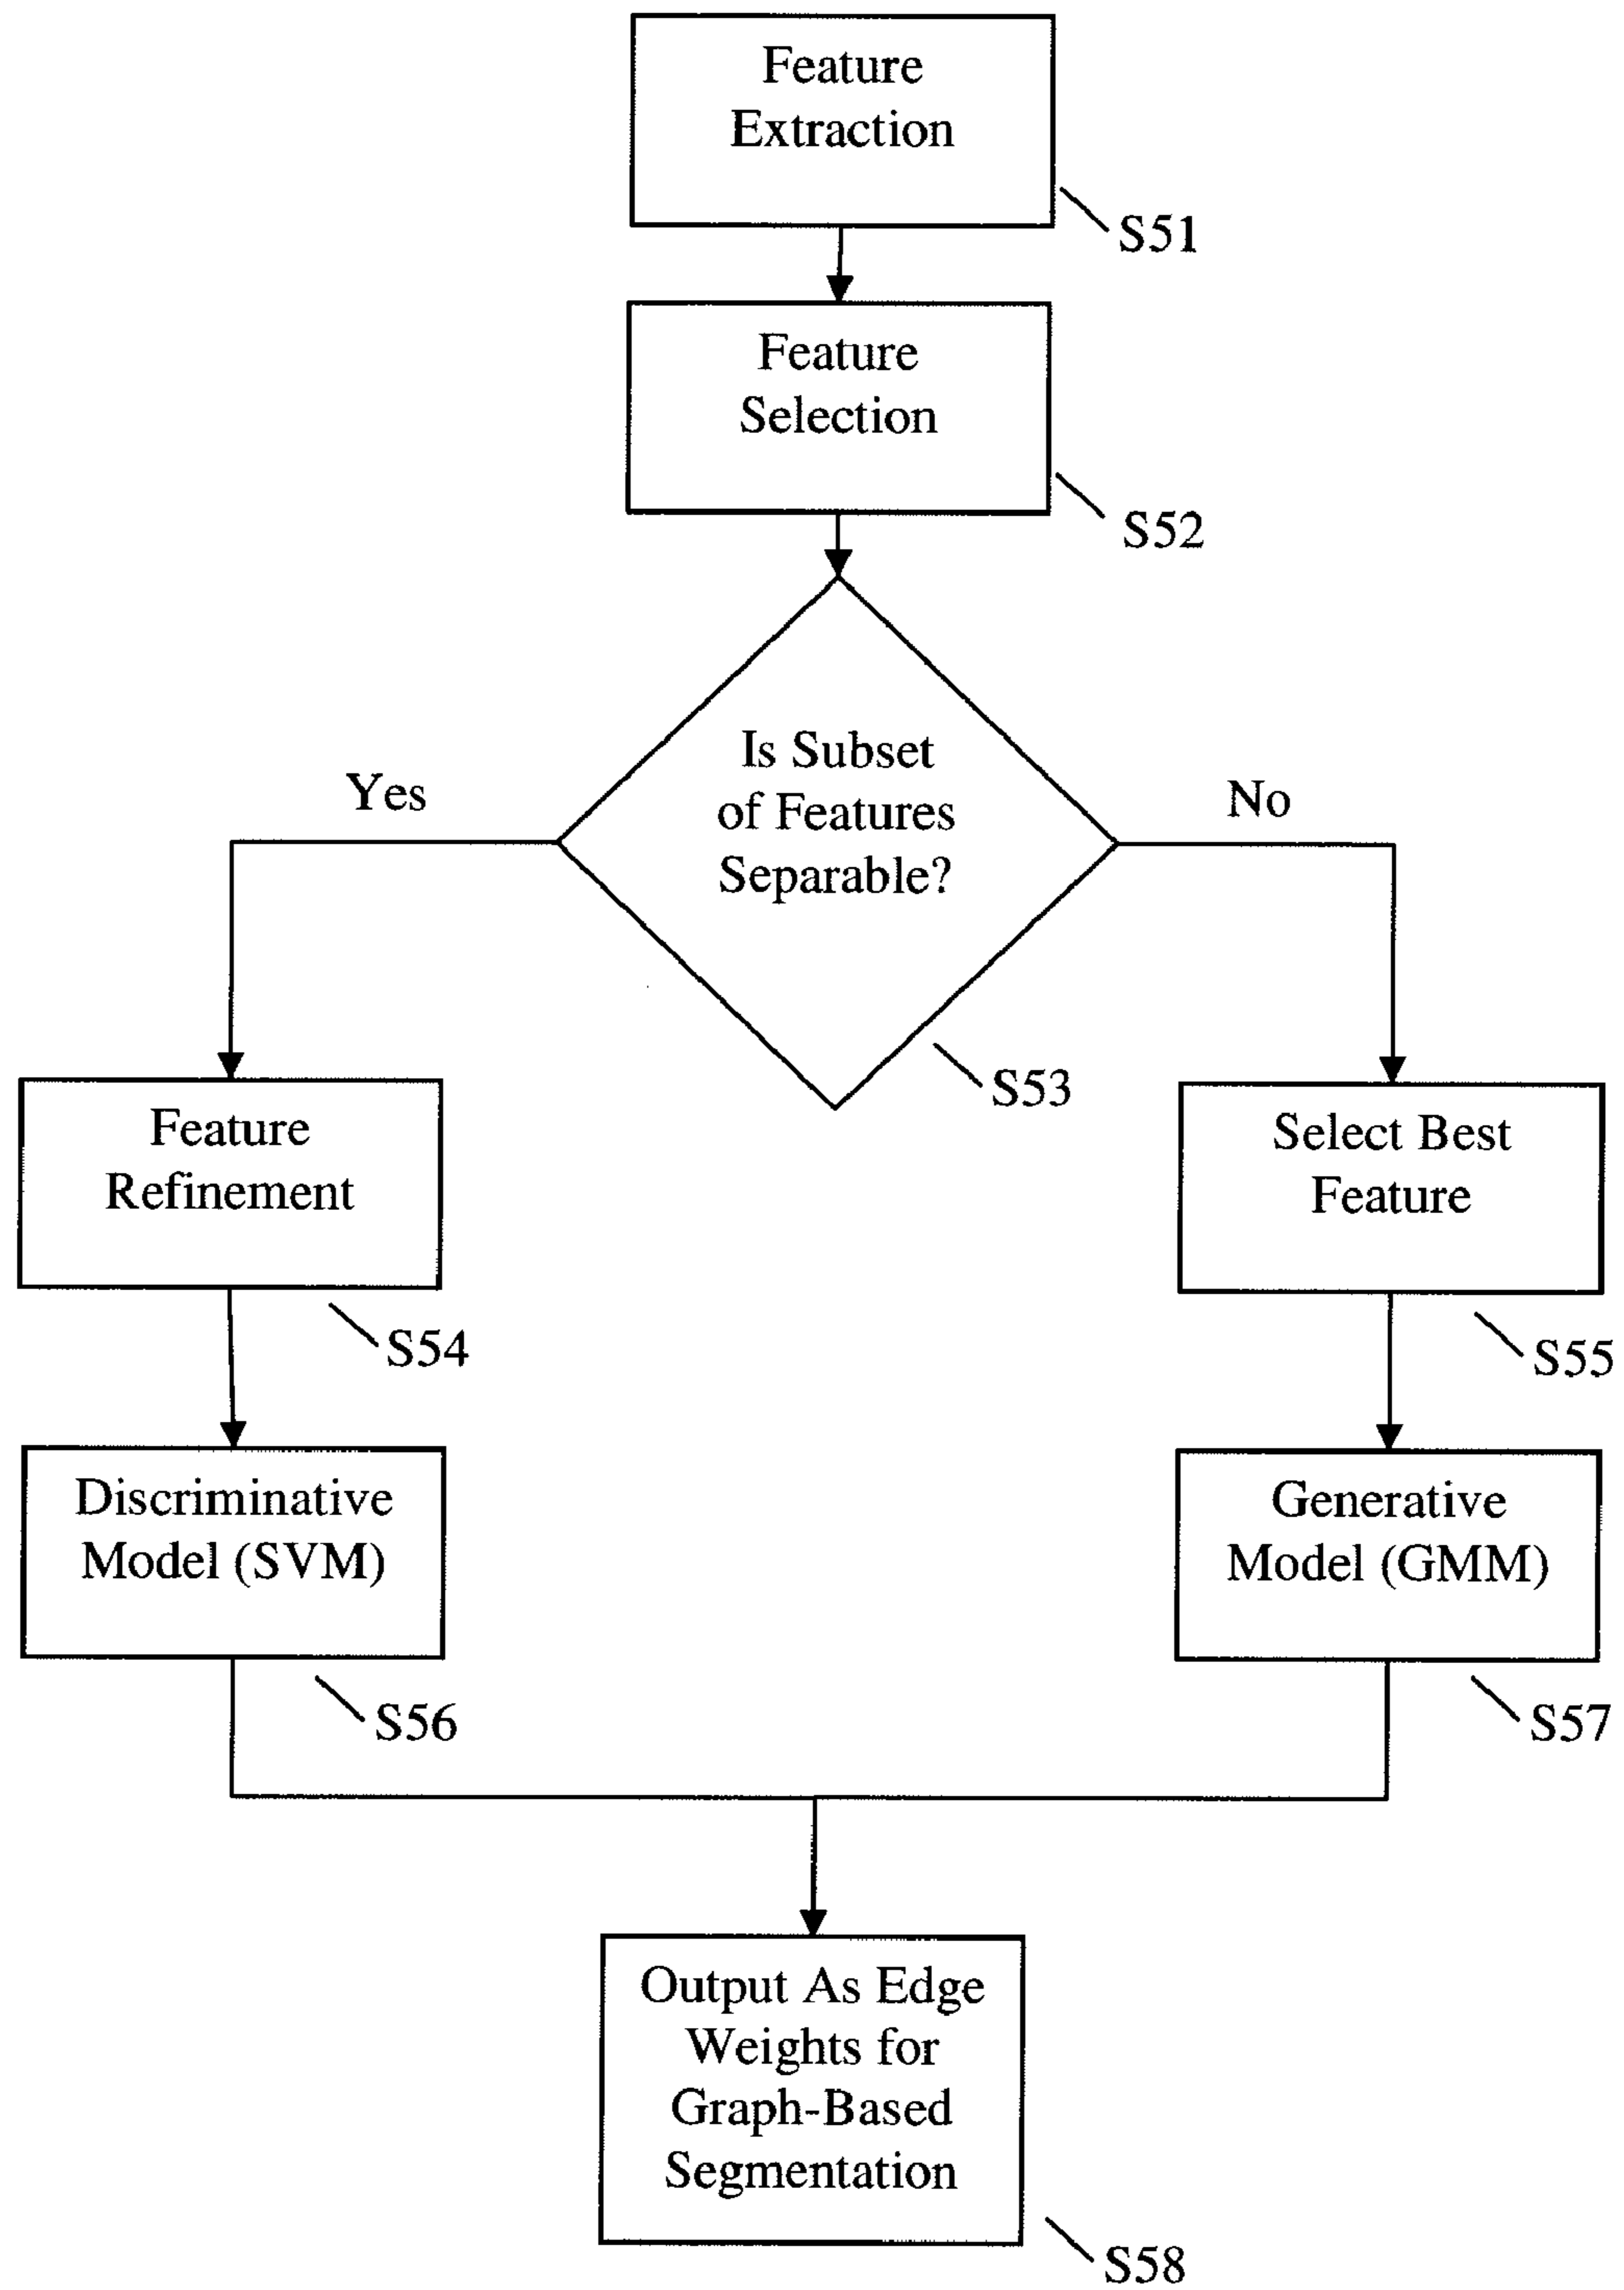 Feature
Extraction
S51
Feature
Selection
S52
Is Subset
of Features
Separable?
Yes
No
S53
Feature
Refinement
S54
Select Best
Feature
S55
Discriminative
Model (SVM)
S56
Generative
Model (GMM)
S57
Output As Edge
Weights for
Graph-Based
Segmentation
S58